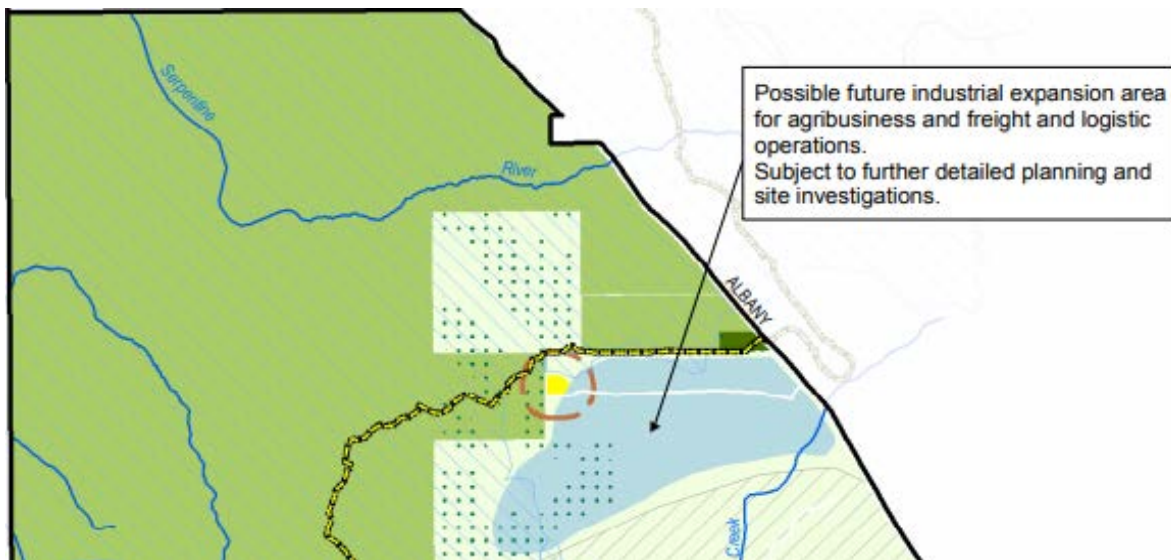 Possible future industrial expansion area
for agribusiness and freight and logistic
operations.
Subject to further detailed planning and
site investigations.
Serpentine
River
ALBANY
Creek